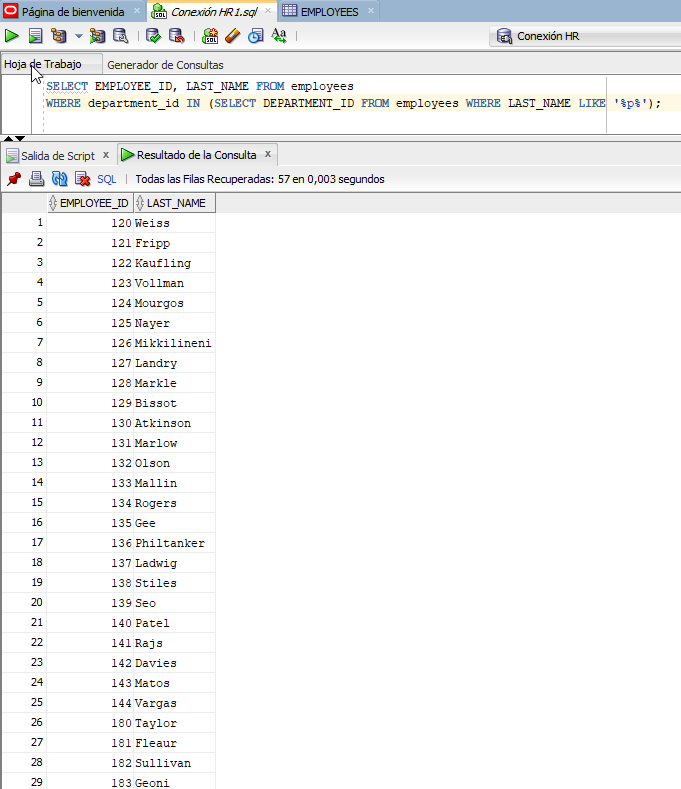 Página de bienvenida × Conexión HR 1.sql × EMPLOYEES ×
Conexión HR
Hoja de Trabajo Generador de Consultas
SELECT EMPLOYEE_ID, LAST_NAME FROM employees
WHERE department_id IN (SELECT DEPARTMENT_ID FROM employees WHERE LAST_NAME LIKE '%p%');
Salida de Script × Resultado de la Consulta ×
SQL | Todas las Filas Recuperadas: 57 en 0,003 segundos
EMPLOYEE_ID LAST_NAME
1 120 Weiss
2 121 Fripp
3 122 Kaufling
4 123 Vollman
5 124 Mourgos
6 125 Nayer
7 126 Mikkilineni
8 127 Landry
9 128 Markle
10 129 Bissot
11 130 Atkinson
12 131 Marlow
13 132 Olson
14 133 Mallin
15 134 Rogers
16 135 Gee
17 136 Philtanker
18 137 Ladwig
19 138 Stiles
20 139 Seo
21 140 Patel
22 141 Rajs
23 142 Davies
24 143 Matos
25 144 Vargas
26 180 Taylor
27 181 Fleaur
28 182 Sullivan
29 183 Geoni